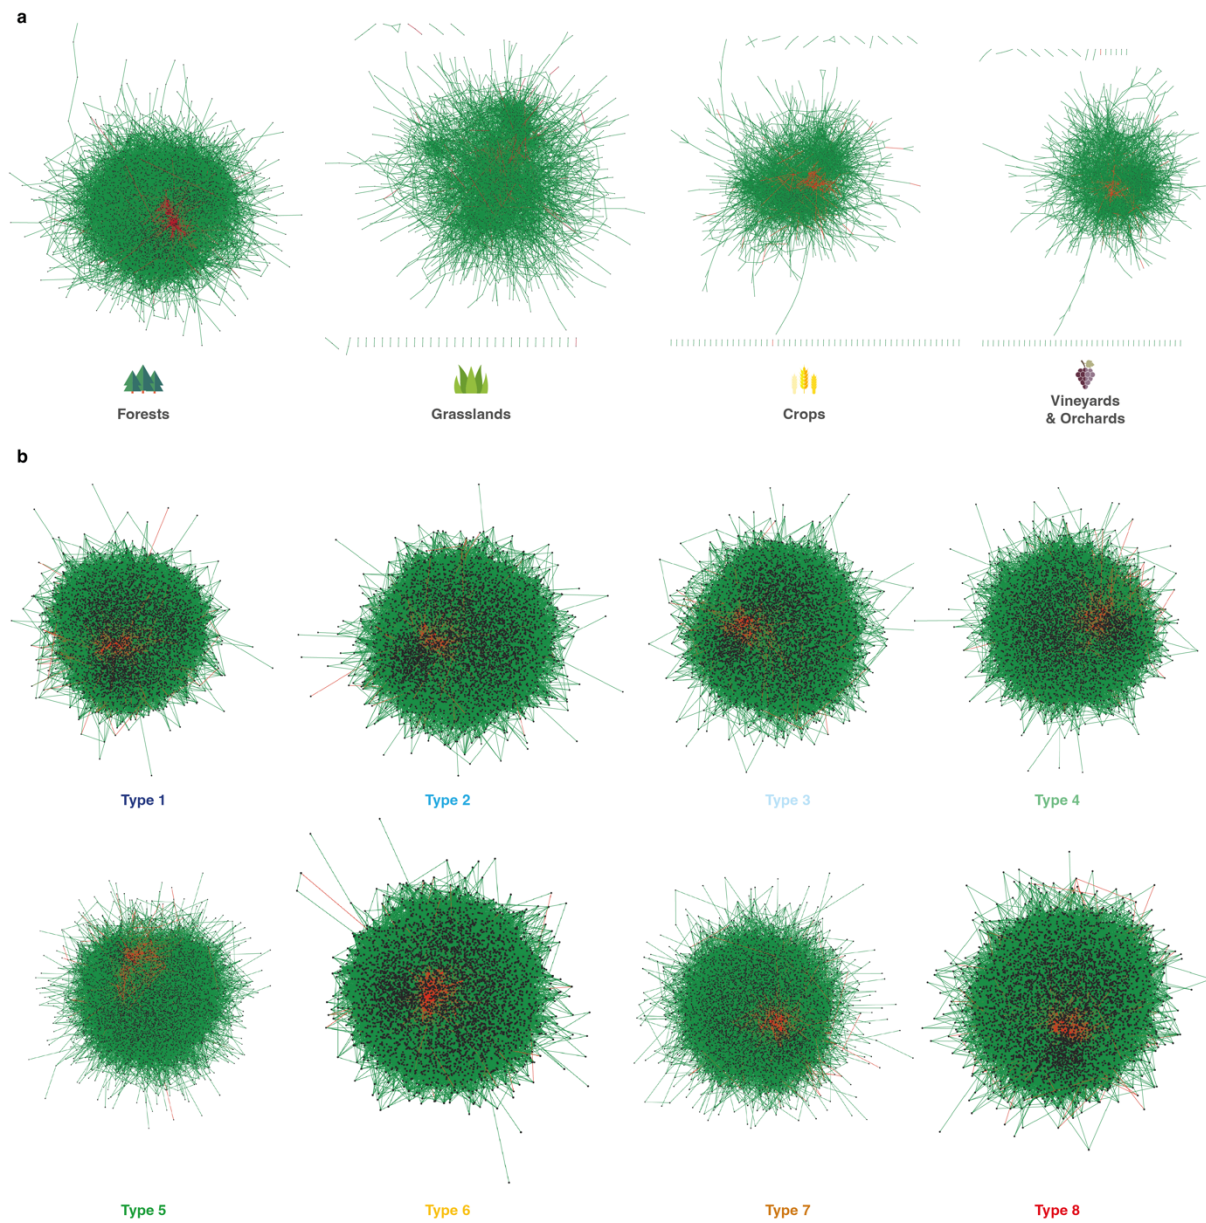 a
Forests
Grasslands
Crops
Vineyards
& Orchards
b
Type 1
Type 2
Type 3
Type 4
Type 5
Type 6
Type 7
Type 8